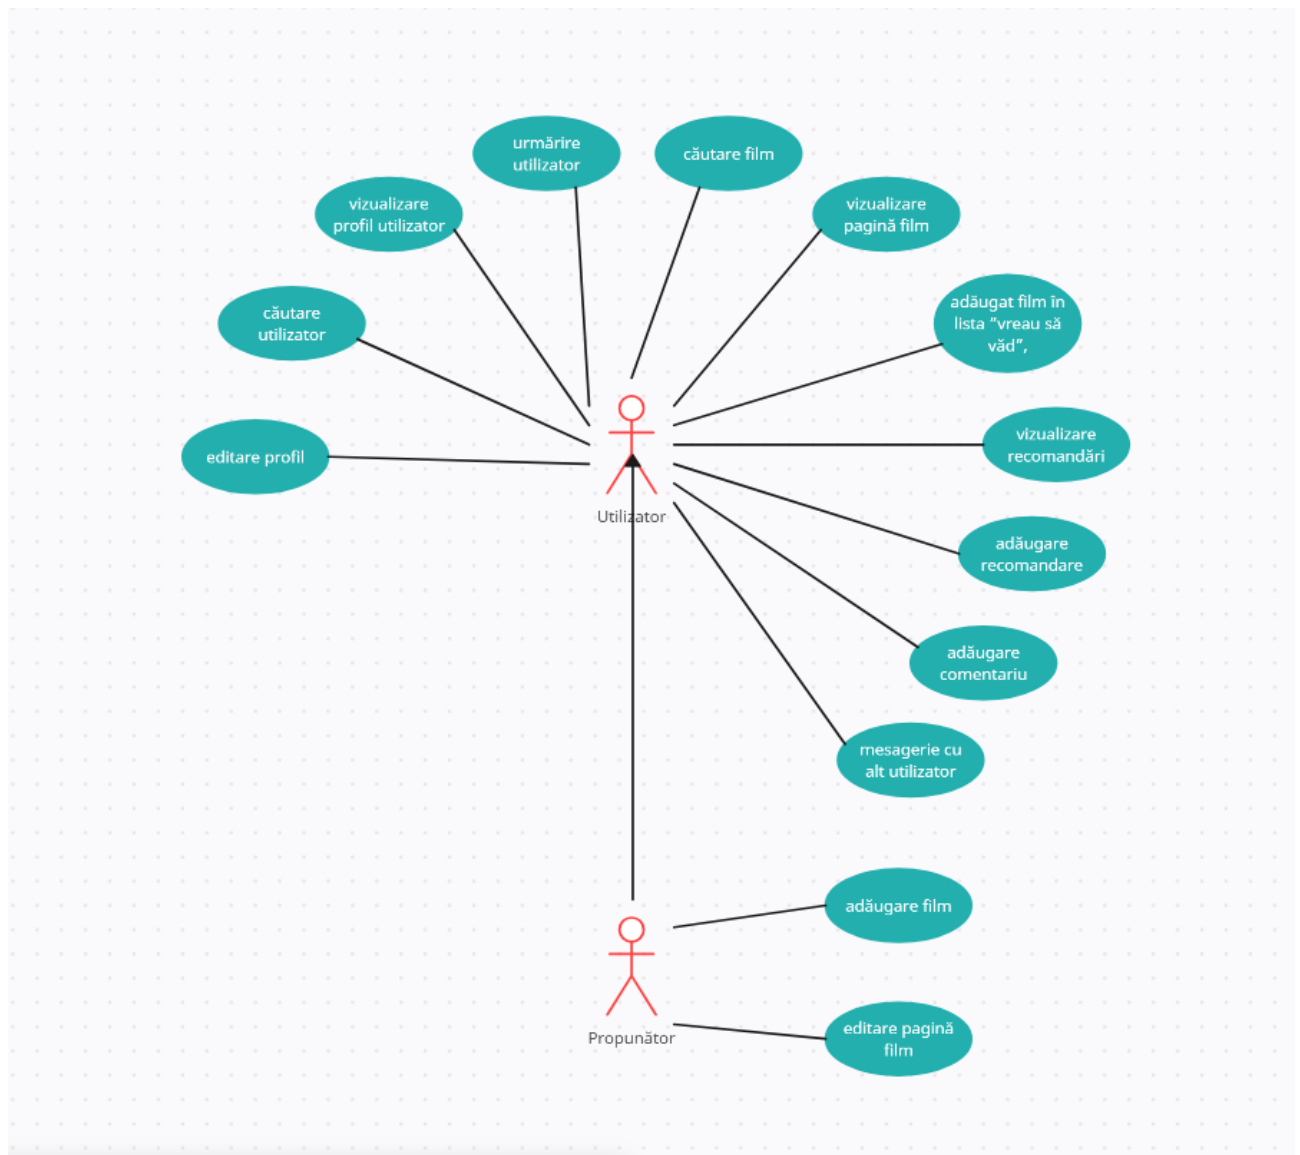 urmărire
utilizator
căutare film
vizualizare
profil utilizator
vizualizare
pagină film
căutare
utilizator
adăugat film în
lista "vreau să
văd",
editare profil
vizualizare
recomandări
Utilizator
adăugare
recomandare
adăugare
comentariu
mesagerie cu
alt utilizator
adăugare film
Propunător
editare pagină
film